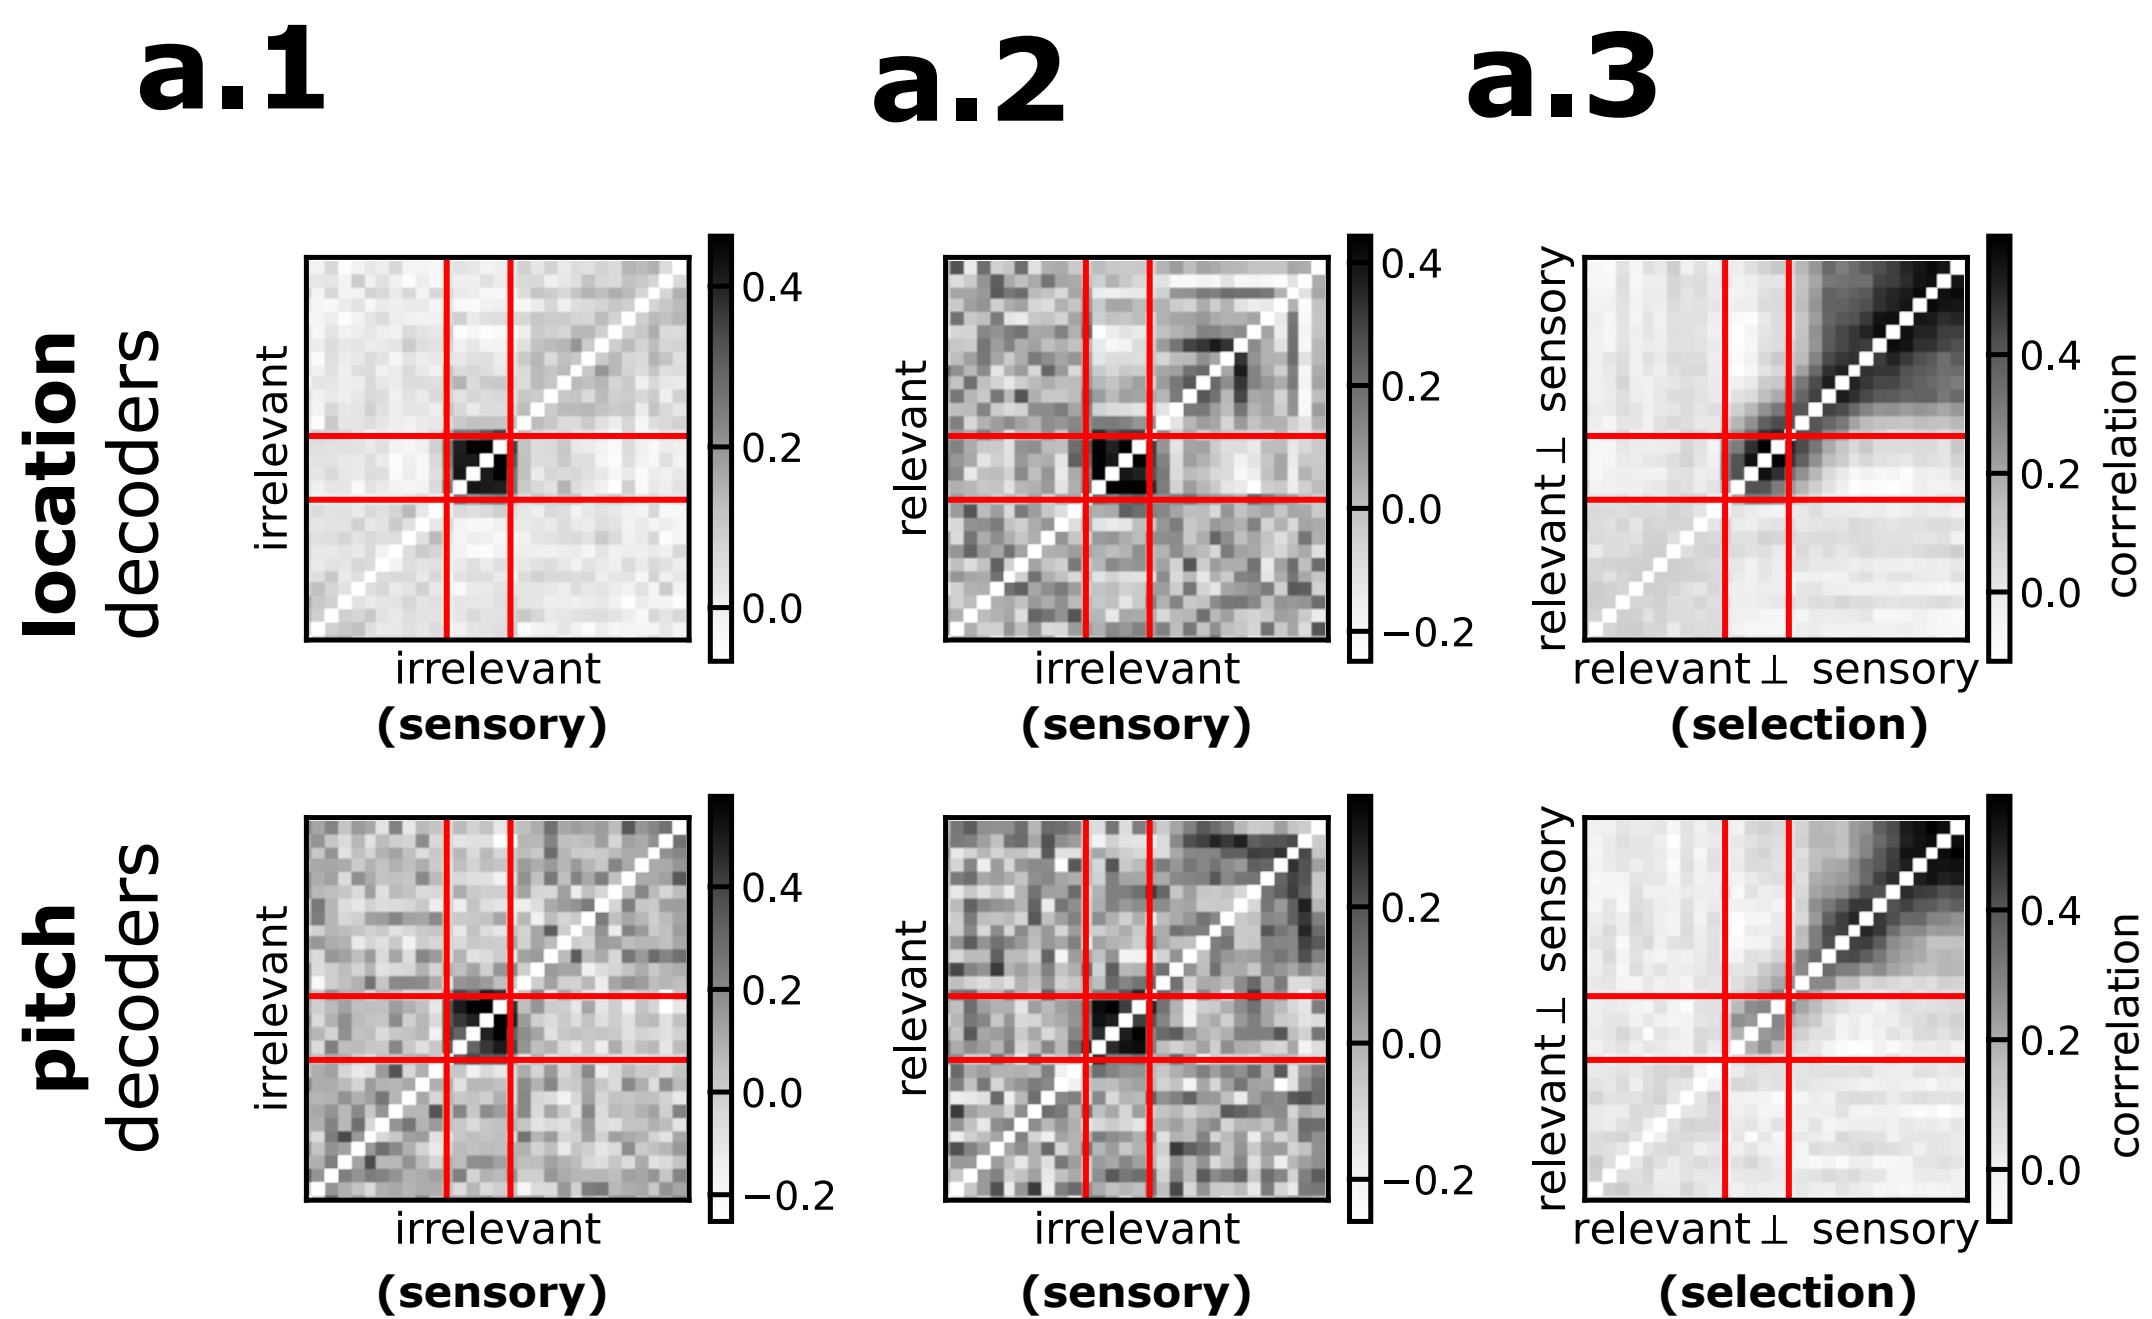 a.1
a.2
a.3
location
decoders
irrelevant
0.4
0.2
0.0
irrelevant
(sensory)
relevant
0.4
0.2
0.0
−0.2
irrelevant
(sensory)
relevant ⊥ sensory
0.4
0.2
0.0
corrrelation
relevant ⊥ sensory
(selection)
pitch
decoders
irrelevant
0.4
0.2
0.0
−0.2
irrelevant
(sensory)
relevant
0.2
0.0
−0.2
irrelevant
(sensory)
relevant ⊥ sensory
0.4
0.2
0.0
corrrelation
relevant ⊥ sensory
(selection)